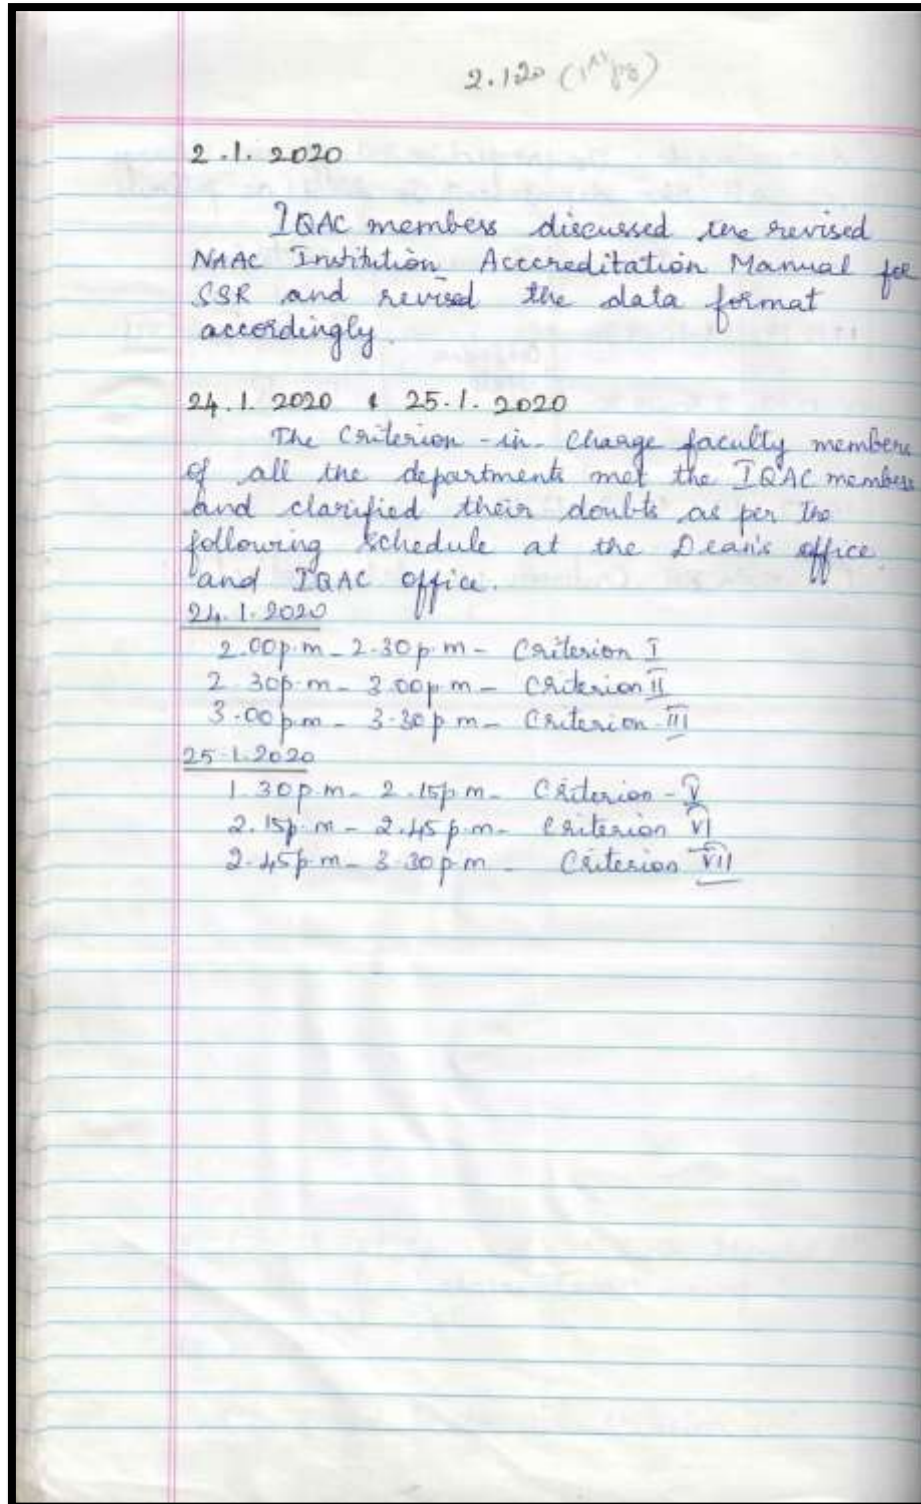 2.1.20 (1st pg)
2.1.2020
IQAC members discussed the revised
NAAC Institution Accreditation Manual for
SSR and revised the data format
accordingly.
24.1.2020 & 25.1.2020
The Criterion-in-Charge faculty members
of all the departments met the IQAC members
and clarified their doubts as per the
following schedule at the Dean's office
and IQAC office.
24.1.2020
2.00p.m - 2.30p.m - Criterion I
2.30p.m - 3.00p.m - Criterion II
3.00p.m - 3.30p.m - Criterion III
25.1.2020
1.30p.m - 2.15p.m - Criterion - V
2.15p.m - 2.45p.m - Criterion VI
2.45p.m - 3.30p.m - Criterion VII